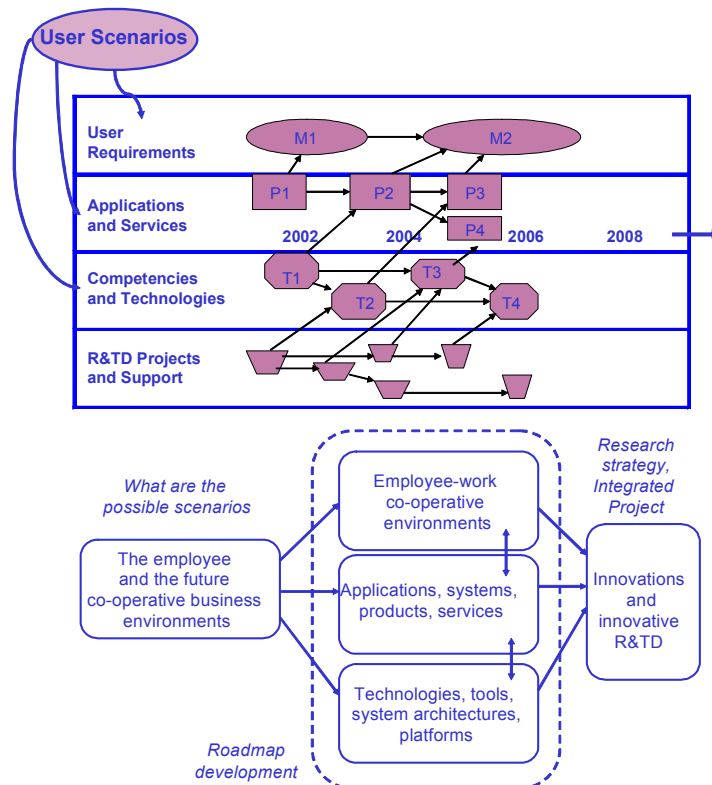 User Scenarios
User
Requirements
M1
M2
Applications
and Services
P1
P2
P3
P4
2002
2004
2006
2008
Competencies
and Technologies
T1
T2
T3
T4
R&TD Projects
and Support
What are the
possible scenarios
The employee
and the future
co-operative business
environments
Employee-work
co-operative
environments
Applications, systems,
products, services
Technologies, tools,
system architectures,
platforms
Roadmap
development
Research
strategy,
Integrated
Project
Innovations
and
innovative
R&TD